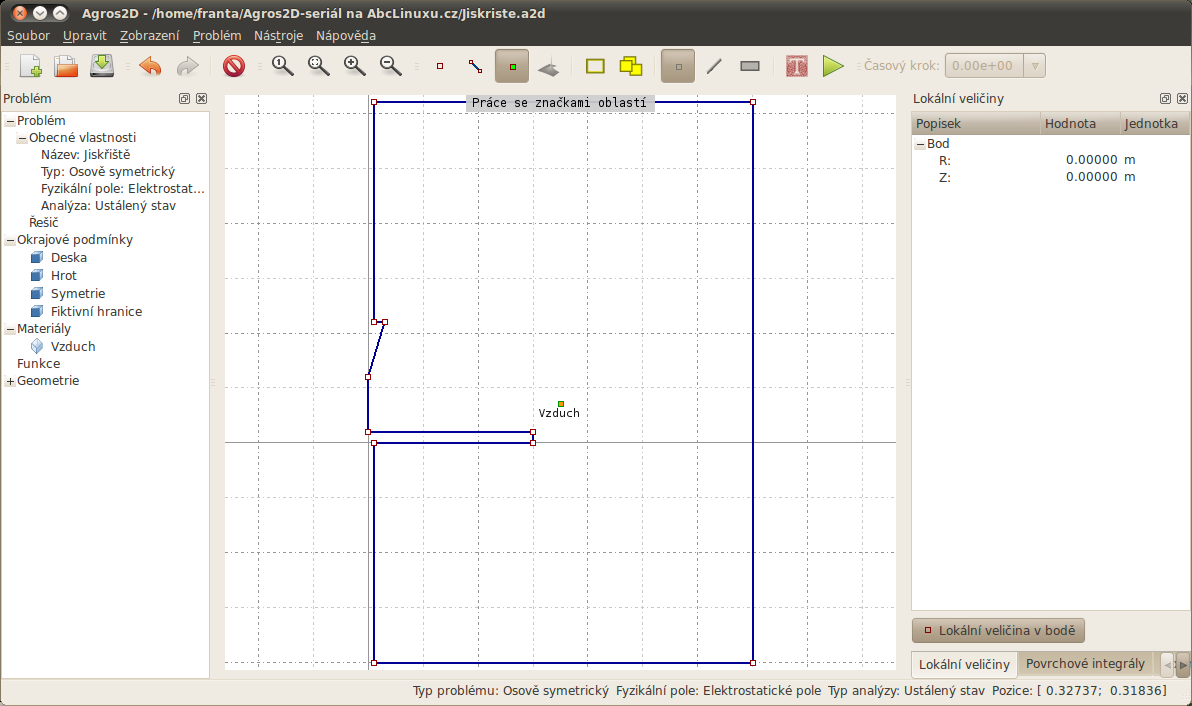 Agros2D - /home/franta/Agros2D-seriál na AbcLinuxu.cz/Jiskriste.a2d
Soubor Upravit Zobrazení Problém Nástroje Nápověda
Časový krok: 0.00e+00
Problém
Problém
Obecné vlastnosti
Název: Jiskřiště
Typ: Osově symetrický
Fyzikální pole: Elektrostat...
Analýza: Ustálený stav
Řešič
Okrajové podmínky
Deska
Hrot
Symetrie
Fiktivní hranice
Materiály
Vzduch
Funkce
Geometrie
Práce se značkami oblastí
Vzduch
Lokální veličiny
Popisek Hodnota Jednotka
Bod
R: 0.00000 m
Z: 0.00000 m
Lokální veličina v bodě
Lokální veličiny Povrchové integrály
Typ problému: Osově symetrický Fyzikální pole: Elektrostatické pole Typ analýzy: Ustálený stav Pozice: [ 0.32737; 0.31836]